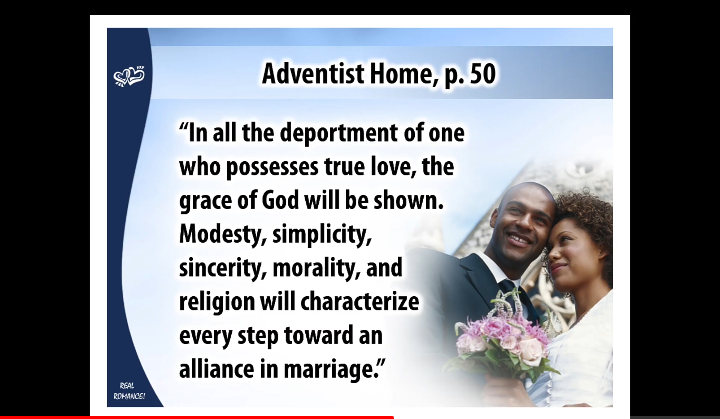 Adventist Home, p. 50
“In all the deportment of one
who possesses true love, the
grace of God will be shown.
Modesty, simplicity,
sincerity, morality, and
religion will characterize
every step toward an
alliance in marriage.”
REAL
ROMANCE!